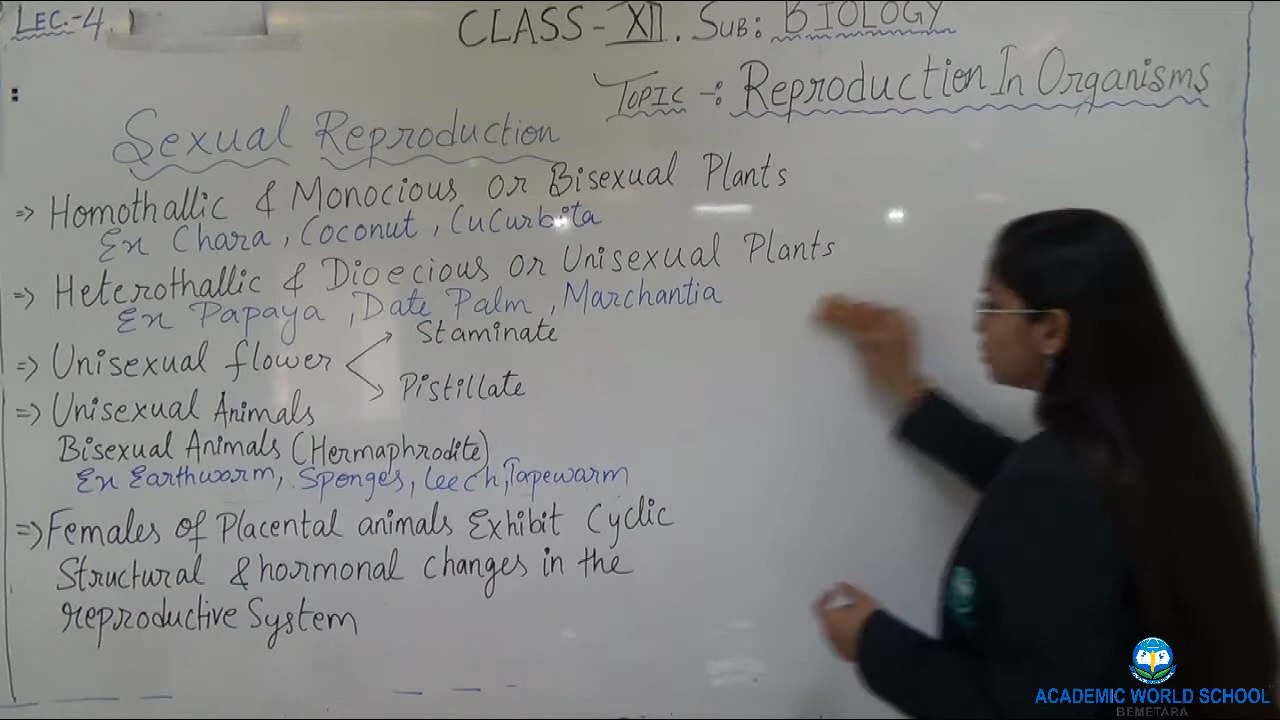 LEC.-4.
CLASS-XII. SUB: BIOLOGY
TOPIC -: Reproduction In Organisms
Sexual Reproduction
=> Homothallic & Monocious or Bisexual Plants
Ex Chara, Coconut, Cucurbita
=> Heterothallic & Dioecious or Unisexual Plants
Ex Papaya, Date Palm, Marchantia
=> Unisexual flower
Staminate
Pistillate
=> Unisexual Animals
Bisexual Animals (Hermaphrodite)
Ex Earthwarm, Sponges, Leech, Tapewarm
=> Females of Placental animals Exhibit Cyclic
Structural & hormonal changes in the
reproductive System
ACADEMIC WORLD SCHOOL
BEMETARA